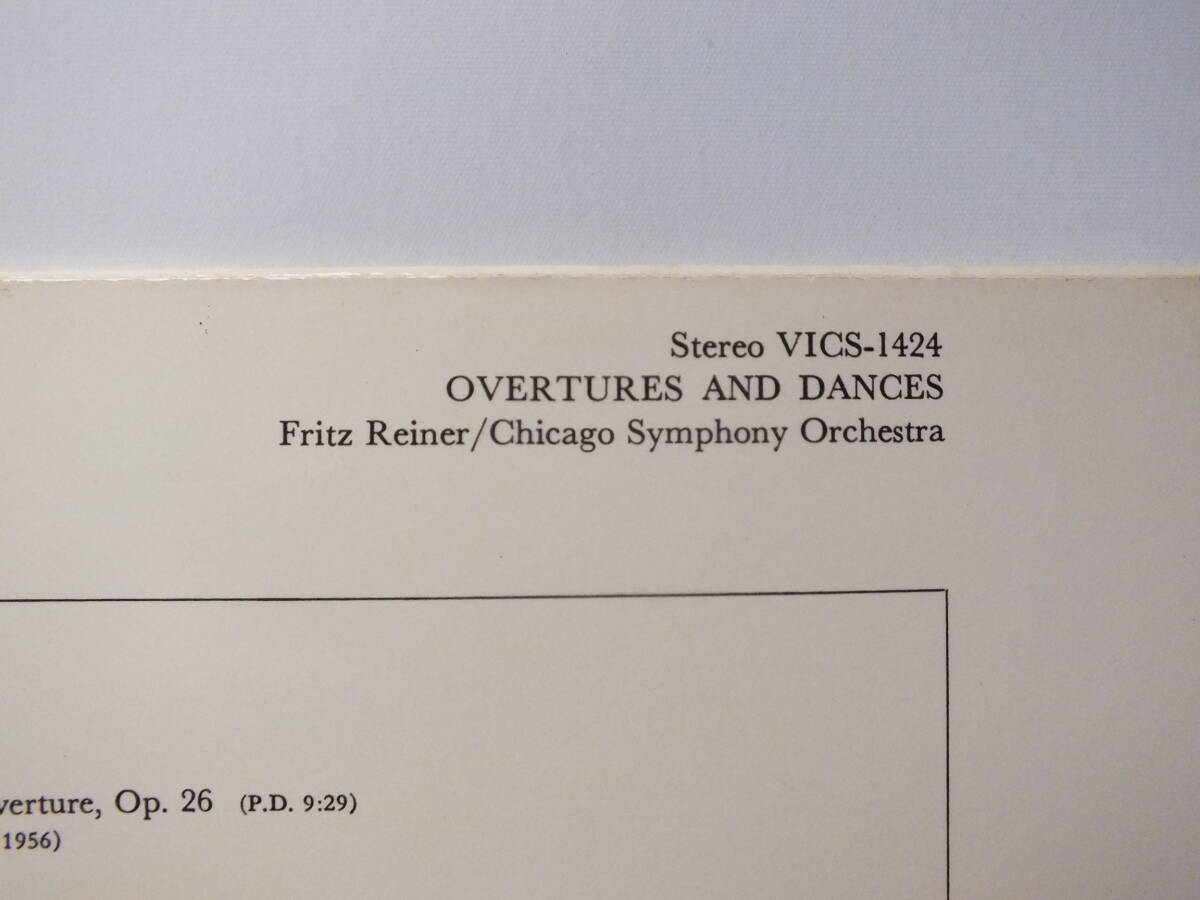 Stereo VICS-1424
OVERTURES AND DANCES
Fritz Reiner/Chicago Symphony Orchestra
verture, Op. 26 (P.D. 9:29)
1956)